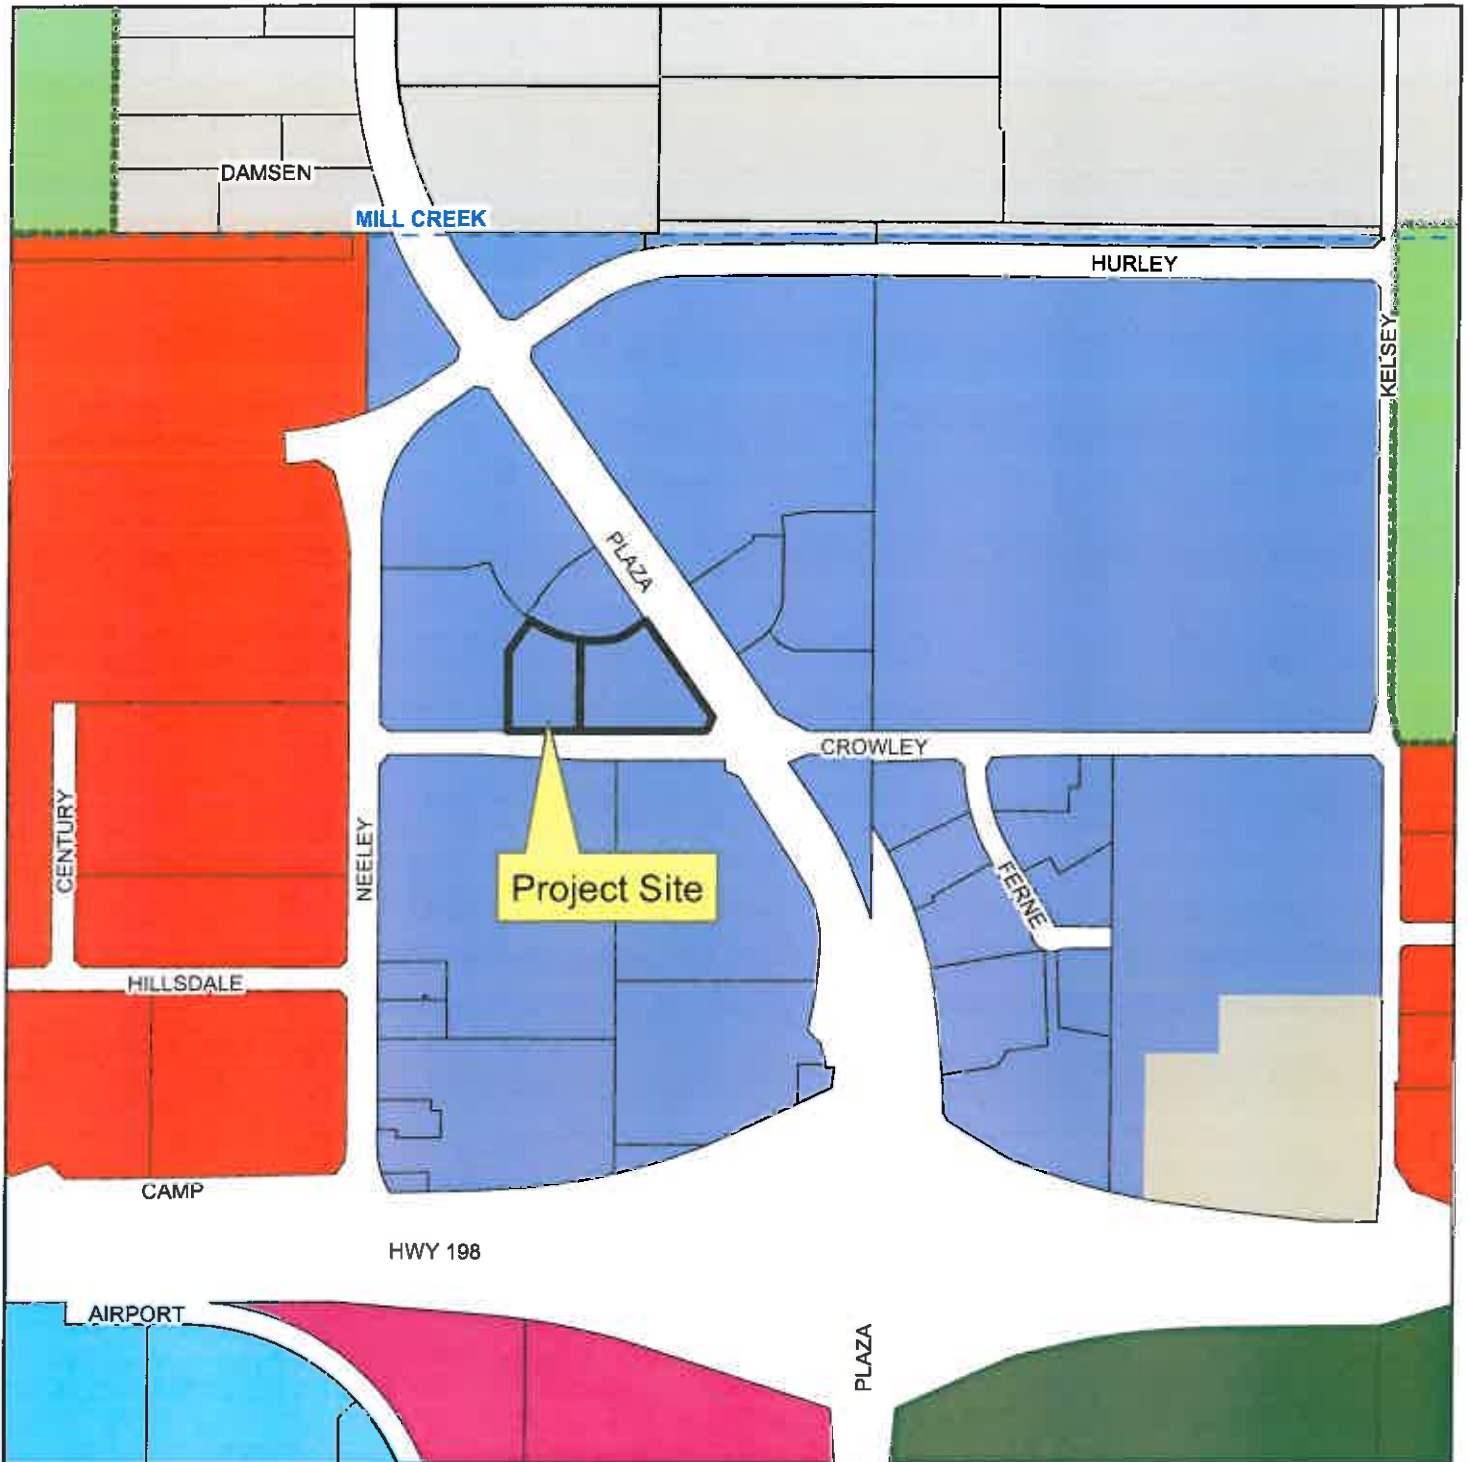 DAMSEN
MILL CREEK
HURLEY
KELSEY
PLAZA
CROWLEY
CENTURY
NEELEY
Project Site
FERNE
HILLSDALE
CAMP
HWY 198
AIRPORT
PLAZA